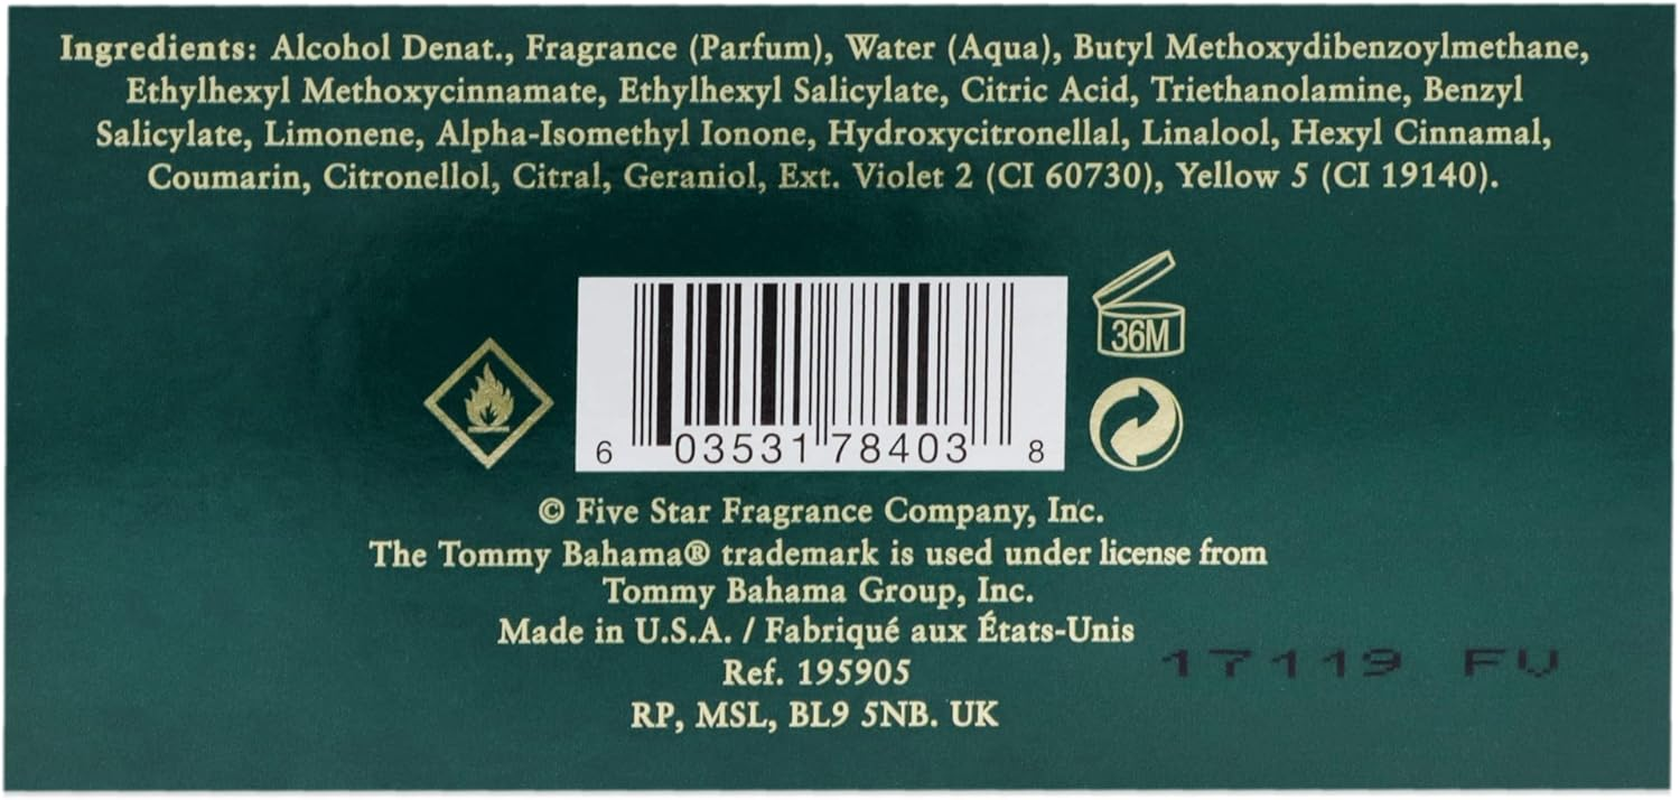 Ingredients: Alcohol Denat., Fragrance (Parfum), Water (Aqua), Butyl Methoxydibenzoylmethane,
Ethylhexyl Methoxycinnamate, Ethylhexyl Salicylate, Citric Acid, Triethanolamine, Benzyl
Salicylate, Limonene, Alpha-Isomethyl Ionone, Hydroxycitronellal, Linalool, Hexyl Cinnamal,
Coumarin, Citronellol, Citral, Geraniol, Ext. Violet 2 (CI 60730), Yellow 5 (CI 19140).
36M
6 03531 78403 8
© Five Star Fragrance Company, Inc.
The Tommy Bahama® trademark is used under license from
Tommy Bahama Group, Inc.
Made in U.S.A. / Fabriqué aux États-Unis
17119 FV
Ref. 195905
RP, MSL, BL9 5NB. UK